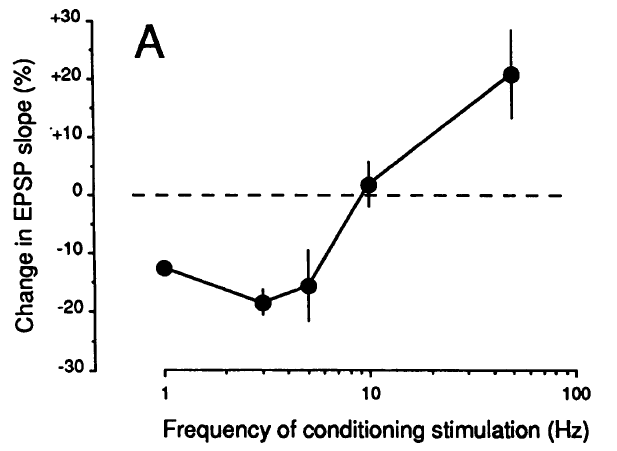 A
Change in EPSP slope (%)
+30
+20
+10
0
-10
-20
-30
1 10 100
Frequency of conditioning stimulation (Hz)